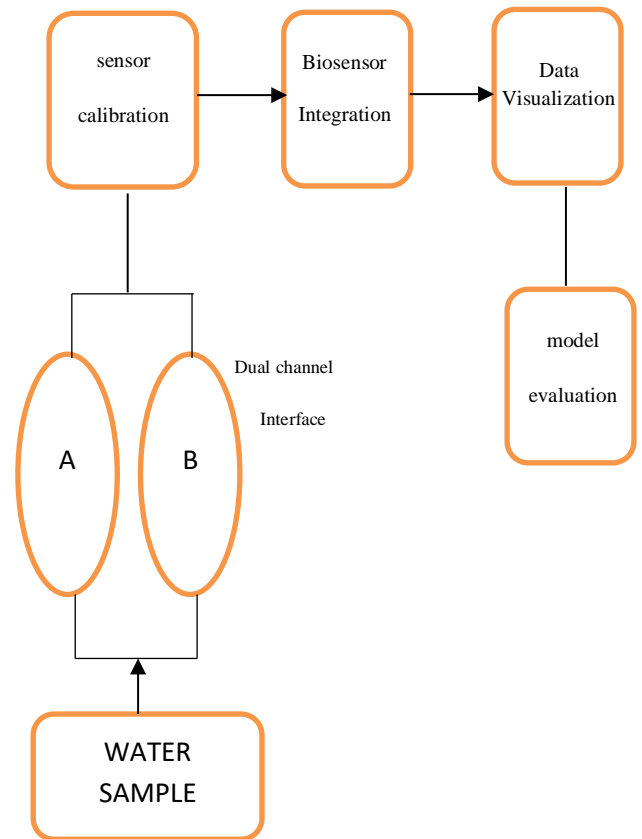 sensor
calibration
Biosensor
Integration
Data
Visualization
model
evaluation
Dual channel
Interface
A
B
WATER
SAMPLE